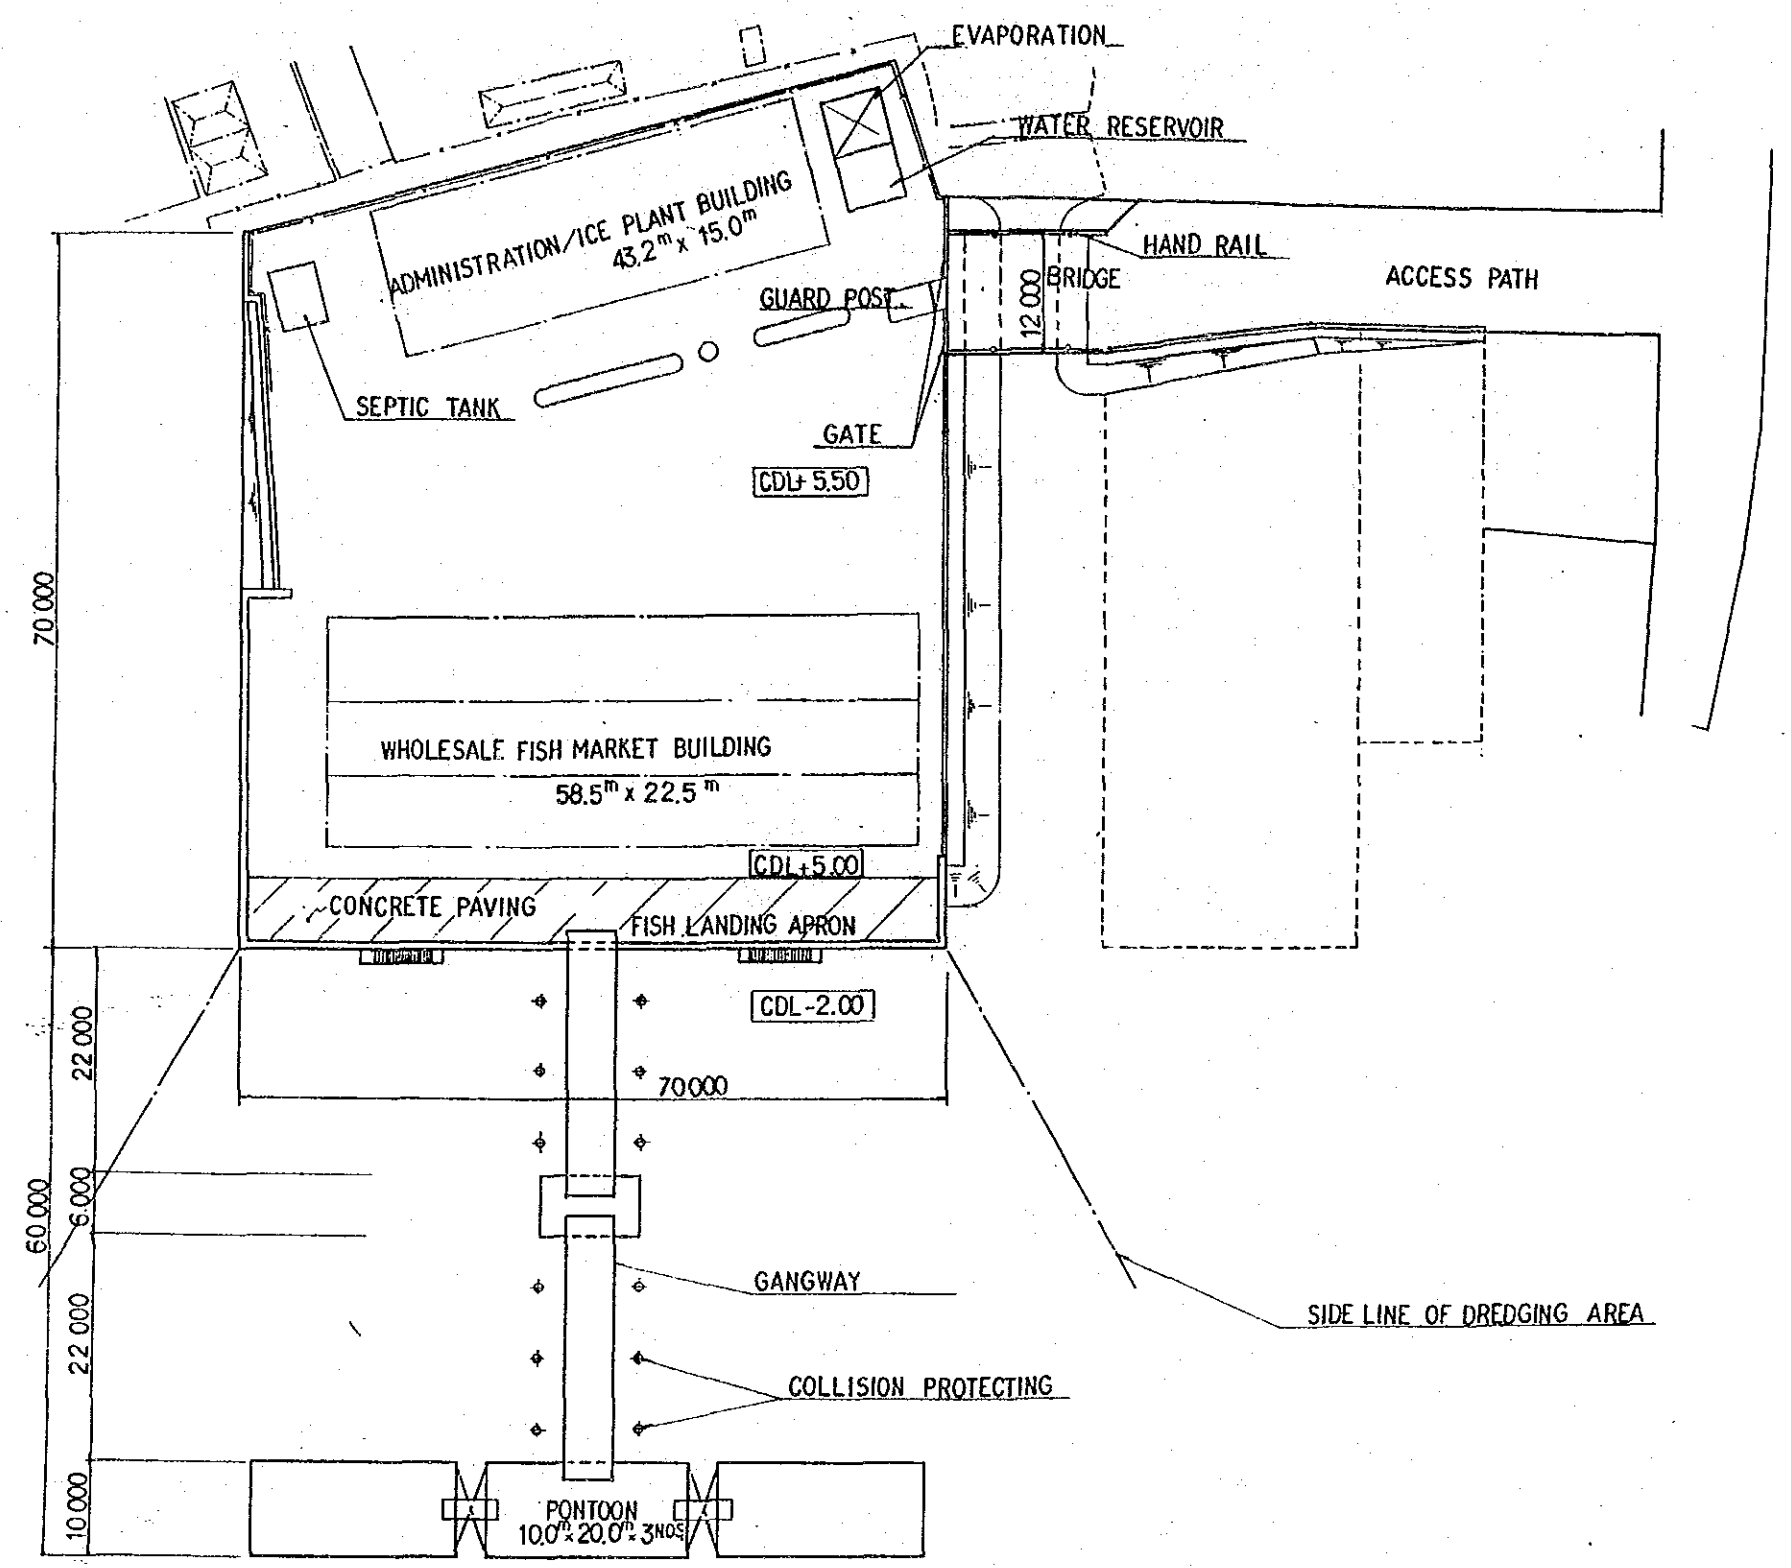 EVAPORATION
WATER RESERVOIR
ADMINISTRATION/ICE PLANT BUILDING
43.2m x 15.0m
HAND RAIL
BRIDGE
12 000
ACCESS PATH
GUARD POST
SEPTIC TANK
GATE
CDL+ 5.50
70 000
WHOLESALE FISH MARKET BUILDING
58.5m x 22.5m
CDL+5.00
CONCRETE PAVING
FISH LANDING APRON
CDL-2.00
22 000
70 000
6.000
60 000
GANGWAY
SIDE LINE OF DREDGING AREA
22 000
COLLISION PROTECTING
10 000
PONTOON
10.0m x 20.0m x 3NOS